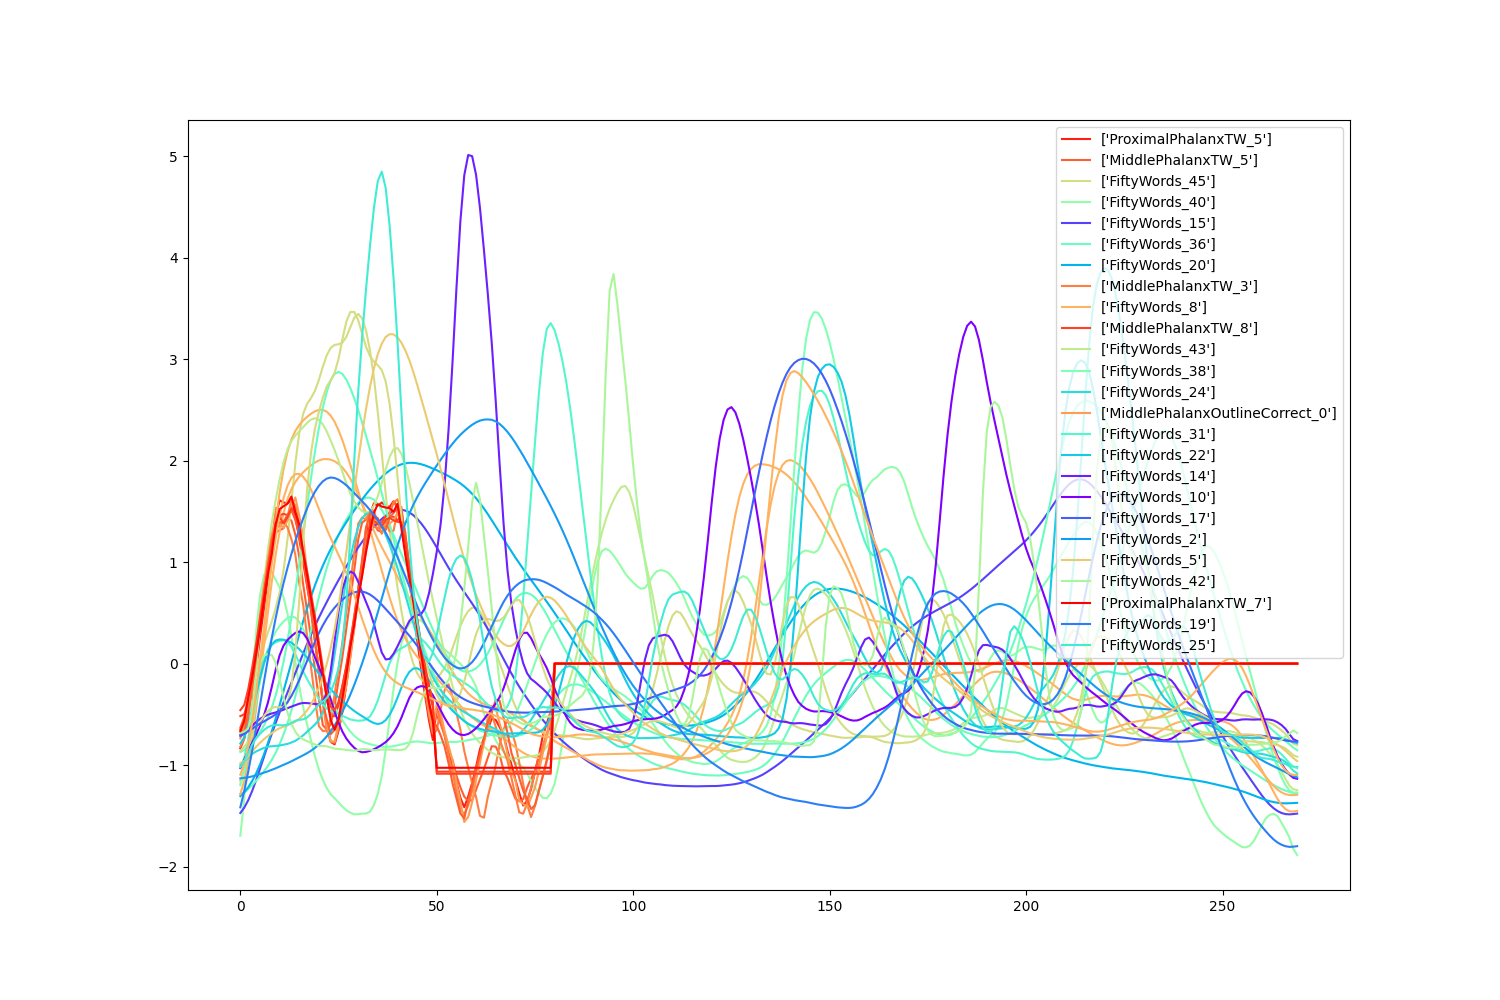 5
4
3
2
1
0
−1
−2
0
50
100
150
200
250
['ProximalPhalanxTW_5']
['MiddlePhalanxTW_5']
['FiftyWords_45']
['FiftyWords_40']
['FiftyWords_15']
['FiftyWords_36']
['FiftyWords_20']
['MiddlePhalanxTW_3']
['FiftyWords_8']
['MiddlePhalanxTW_8']
['FiftyWords_43']
['FiftyWords_38']
['FiftyWords_24']
['MiddlePhalanxOutlineCorrect_0']
['FiftyWords_31']
['FiftyWords_22']
['FiftyWords_14']
['FiftyWords_10']
['FiftyWords_17']
['FiftyWords_2']
['FiftyWords_5']
['FiftyWords_42']
['ProximalPhalanxTW_7']
['FiftyWords_19']
['FiftyWords_25']